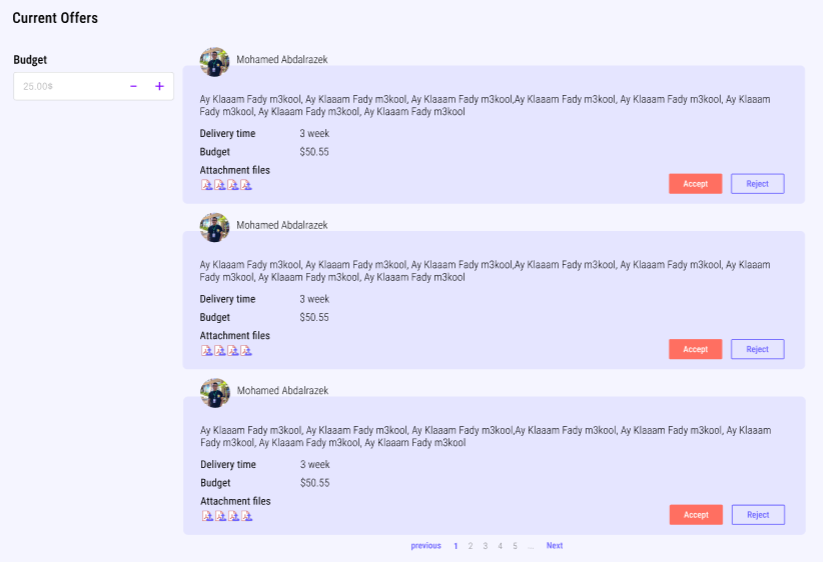 Current Offers
Budget
25.00$ − +
Mohamed Abdalrazek
Ay Klaaam Fady m3kool, Ay Klaaam Fady m3kool, Ay Klaaam Fady m3kool,Ay Klaaam Fady m3kool, Ay Klaaam Fady m3kool, Ay Klaaam
Fady m3kool, Ay Klaaam Fady m3kool, Ay Klaaam Fady m3kool
Delivery time 3 week
Budget $50.55
Attachment files
Accept Reject
Mohamed Abdalrazek
Ay Klaaam Fady m3kool, Ay Klaaam Fady m3kool, Ay Klaaam Fady m3kool,Ay Klaaam Fady m3kool, Ay Klaaam Fady m3kool, Ay Klaaam
Fady m3kool, Ay Klaaam Fady m3kool, Ay Klaaam Fady m3kool
Delivery time 3 week
Budget $50.55
Attachment files
Accept Reject
Mohamed Abdalrazek
Ay Klaaam Fady m3kool, Ay Klaaam Fady m3kool, Ay Klaaam Fady m3kool,Ay Klaaam Fady m3kool, Ay Klaaam Fady m3kool, Ay Klaaam
Fady m3kool, Ay Klaaam Fady m3kool, Ay Klaaam Fady m3kool
Delivery time 3 week
Budget $50.55
Attachment files
Accept Reject
previous 1 2 3 4 5 ... Next